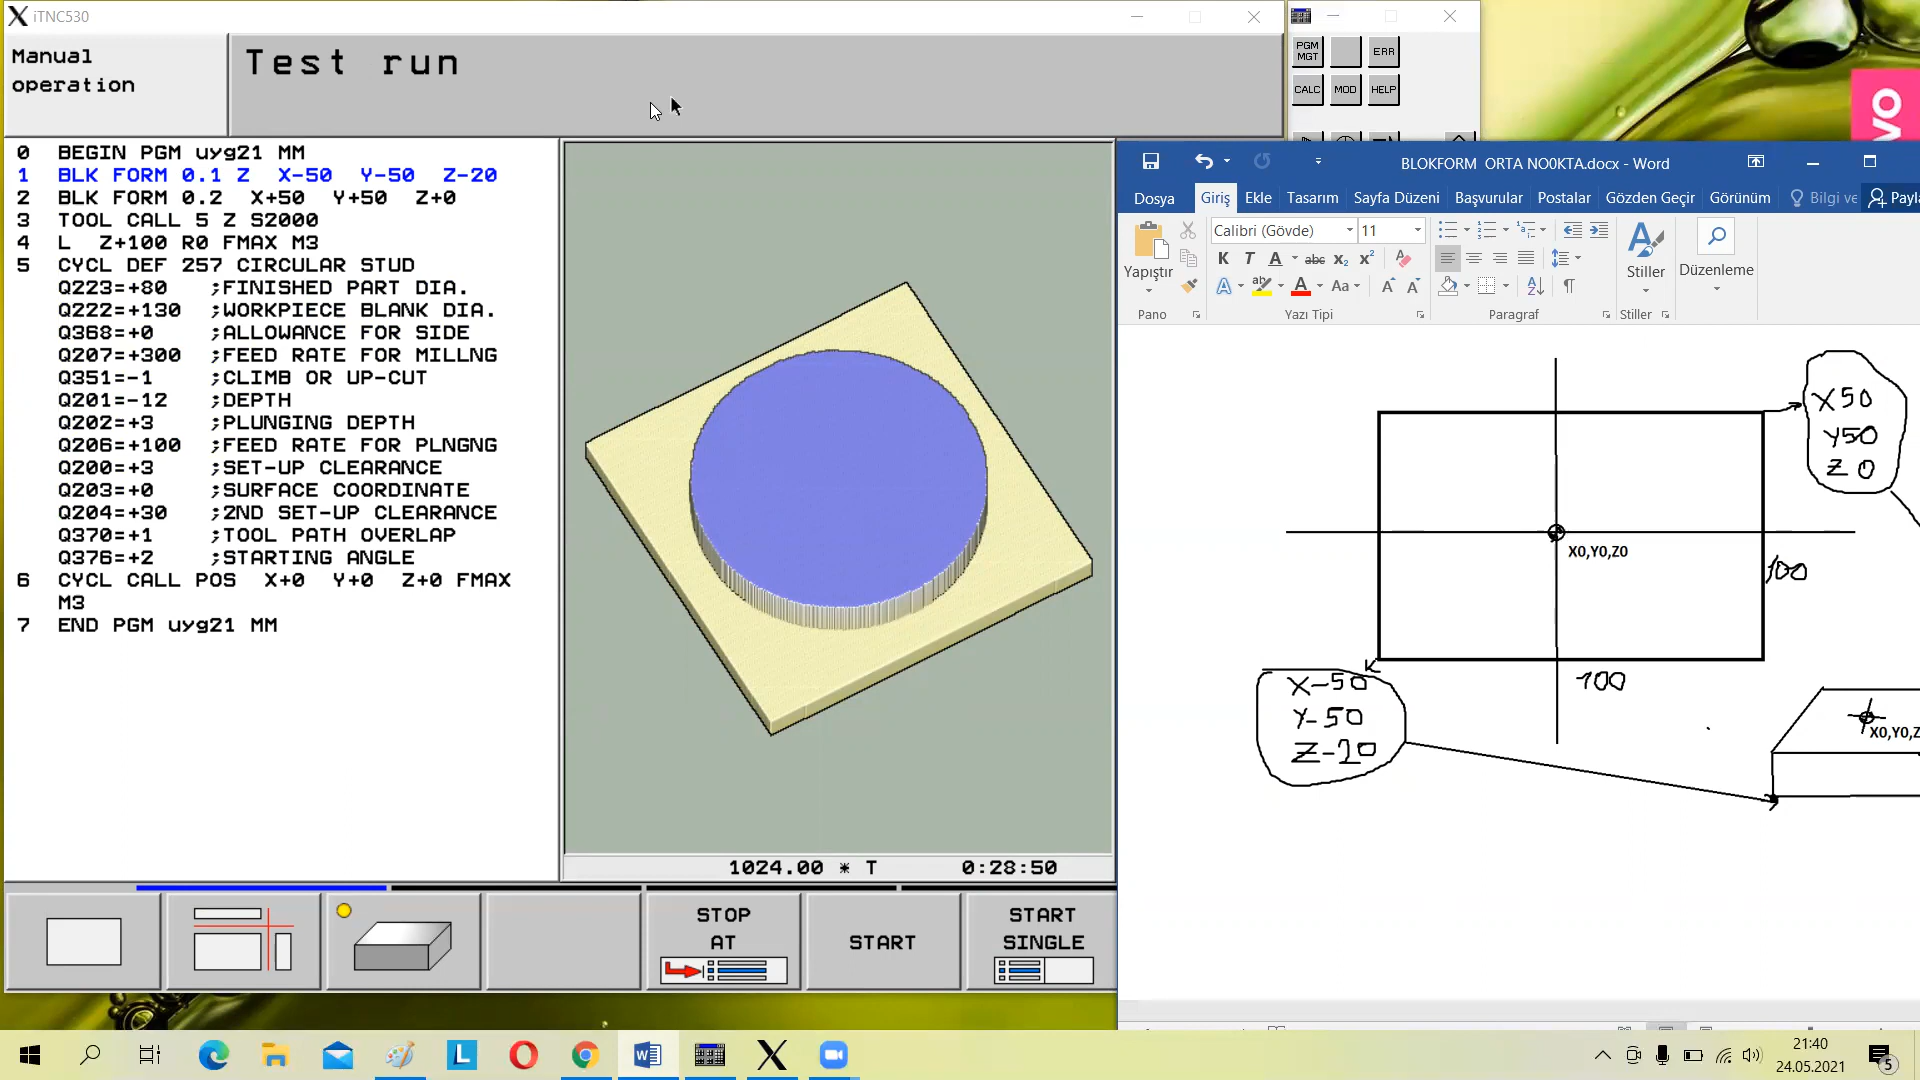 iTNC530
Manual
operation
Test run
0 BEGIN PGM uyg21 MM
1 BLK FORM 0.1 Z X-50 Y-50 Z-20
2 BLK FORM 0.2 X+50 Y+50 Z+0
3 TOOL CALL 5 Z S2000
4 L Z+100 R0 FMAX M3
5 CYCL DEF 257 CIRCULAR STUD
Q223=+80 ;FINISHED PART DIA.
Q222=+130 ;WORKPIECE BLANK DIA.
Q368=+0 ;ALLOWANCE FOR SIDE
Q207=+300 ;FEED RATE FOR MILLNG
Q351=-1 ;CLIMB OR UP-CUT
Q201=-12 ;DEPTH
Q202=+3 ;PLUNGING DEPTH
Q206=+100 ;FEED RATE FOR PLNGNG
Q200=+3 ;SET-UP CLEARANCE
Q203=+0 ;SURFACE COORDINATE
Q204=+30 ;2ND SET-UP CLEARANCE
Q370=+1 ;TOOL PATH OVERLAP
Q376=+2 ;STARTING ANGLE
6 CYCL CALL POS X+0 Y+0 Z+0 FMAX
M3
7 END PGM uyg21 MM
1024.00 * T 0:28:50
STOP
AT
START
START
SINGLE
PGM
MGT
ERR
CALC
MOD
HELP
BLOKFORM ORTA NO0KTA.docx - Word
Dosya Giriş Ekle Tasarım Sayfa Düzeni Başvurular Postalar Gözden Geçir Görünüm Bilgi ve Payla
Yapıştır
Calibri (Gövde) 11
K T A abc x₂ x²
A A Aa A A
Stiller
Düzenleme
Pano Yazı Tipi Paragraf Stiller
X50
Y50
Z 0
X0,Y0,Z0
100
100
X-50
Y-50
Z-20
X0,Y0,Z
21:40
24.05.2021
5